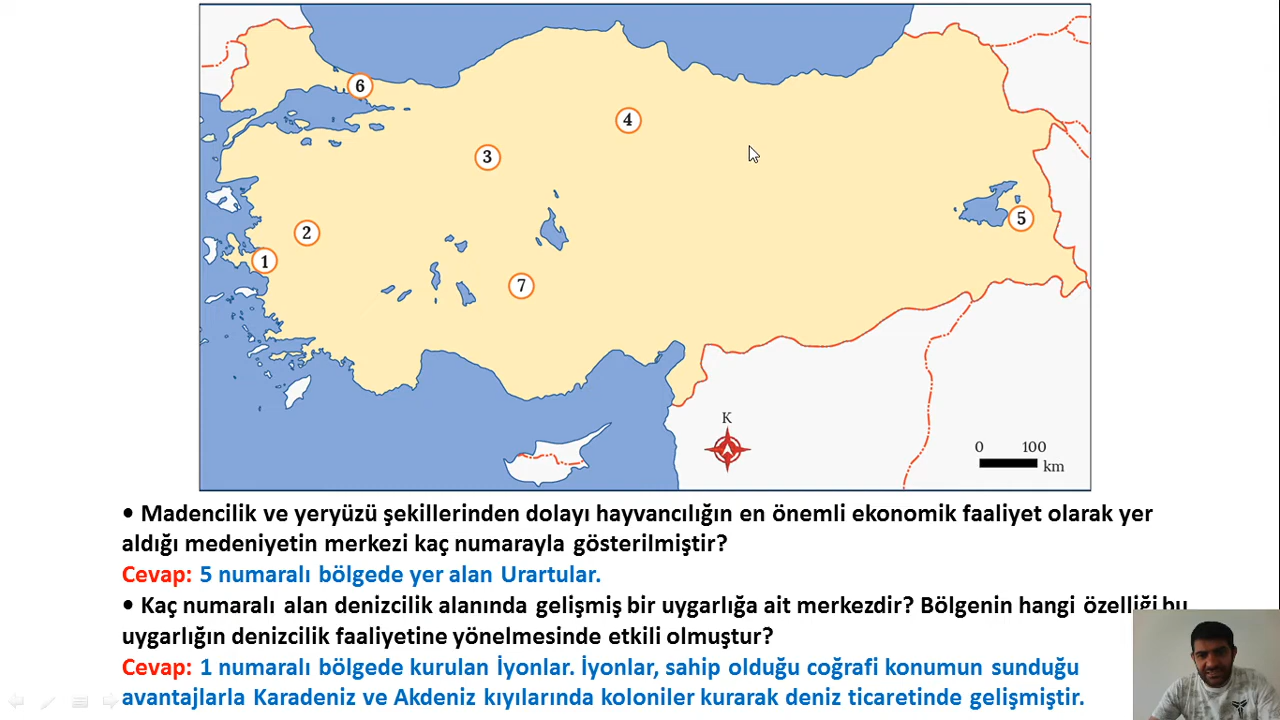 6
4
3
5
2
1
7
K
0 100
km
• Madencilik ve yeryüzü şekillerinden dolayı hayvancılığın en önemli ekonomik faaliyet olarak yer
aldığı medeniyetin merkezi kaç numarayla gösterilmiştir?
Cevap: 5 numaralı bölgede yer alan Urartular.
• Kaç numaralı alan denizcilik alanında gelişmiş bir uygarlığa ait merkezdir? Bölgenin hangi özelliği bu
uygarlığın denizcilik faaliyetine yönelmesinde etkili olmuştur?
Cevap: 1 numaralı bölgede kurulan İyonlar. İyonlar, sahip olduğu coğrafi konumun sunduğu
avantajlarla Karadeniz ve Akdeniz kıyılarında koloniler kurarak deniz ticaretinde gelişmiştir.